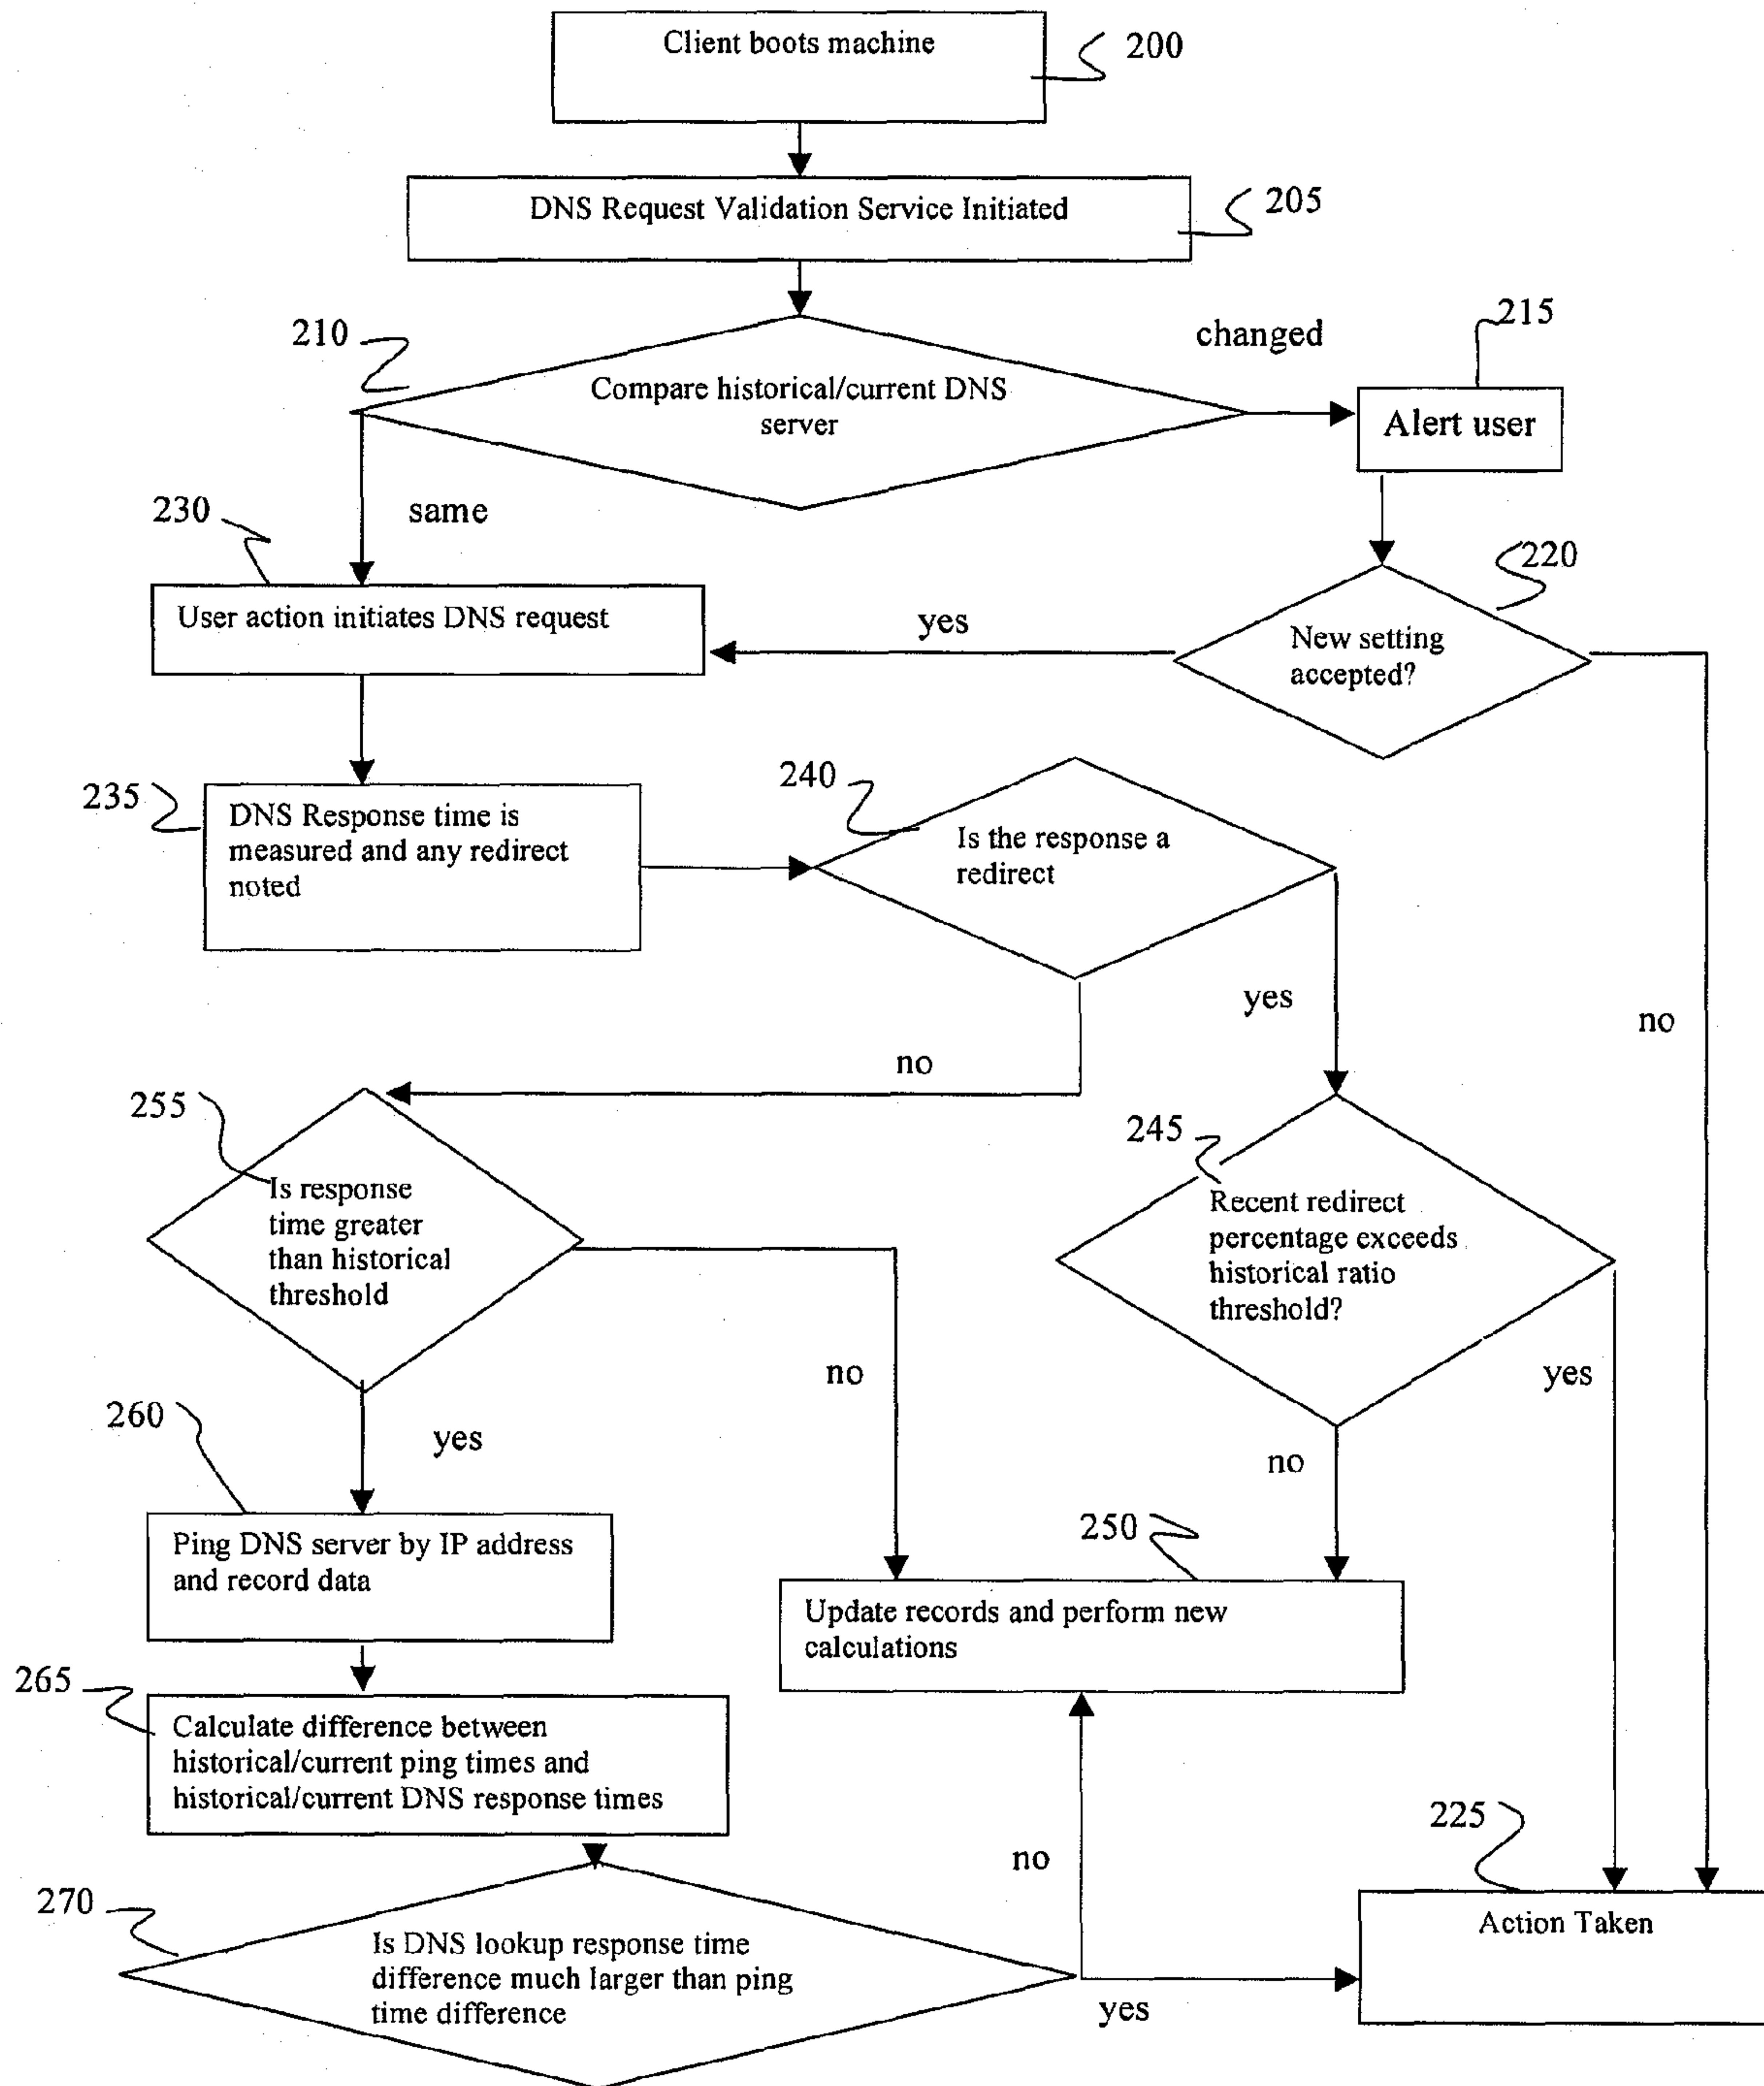 Client boots machine
200
DNS Request Validation Service Initiated
205
210
changed
215
Compare historical/current DNS
server
Alert user
230
same
220
User action initiates DNS request
yes
New setting
accepted?
235
240
DNS Response time is
measured and any redirect
noted
Is the response a
redirect
yes
no
no
255
245
Is response
time greater
than historical
threshold
Recent redirect
percentage exceeds
historical ratio
threshold?
no
yes
260
yes
no
250
Ping DNS server by IP address
and record data
Update records and perform new
calculations
265
Calculate difference between
historical/current ping times and
historical/current DNS response times
225
no
270
Action Taken
Is DNS lookup response time
difference much larger than ping
time difference
yes